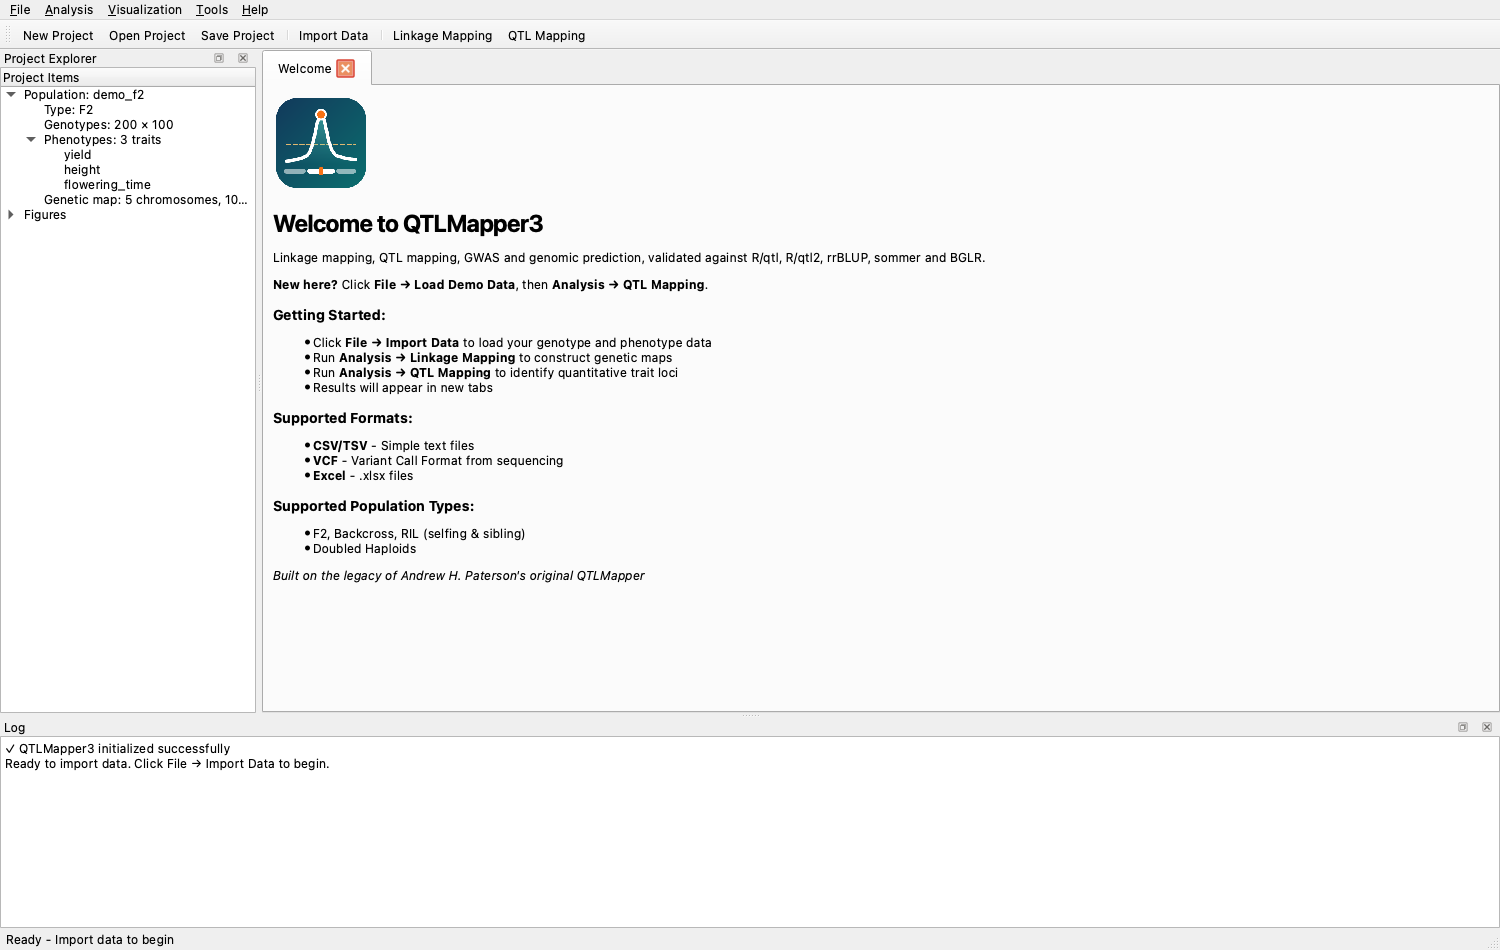 File Analysis Visualization Tools Help
New Project Open Project Save Project Import Data Linkage Mapping QTL Mapping
Project Explorer
Project Items
Population: demo_f2
Type: F2
Genotypes: 200 × 100
Phenotypes: 3 traits
yield
height
flowering_time
Genetic map: 5 chromosomes, 10...
Figures
Welcome
Welcome to QTLMapper3
Linkage mapping, QTL mapping, GWAS and genomic prediction, validated against R/qtl, R/qtl2, rrBLUP, sommer and BGLR.
New here? Click File → Load Demo Data, then Analysis → QTL Mapping.
Getting Started:
• Click File → Import Data to load your genotype and phenotype data
• Run Analysis → Linkage Mapping to construct genetic maps
• Run Analysis → QTL Mapping to identify quantitative trait loci
• Results will appear in new tabs
Supported Formats:
• CSV/TSV - Simple text files
• VCF - Variant Call Format from sequencing
• Excel - .xlsx files
Supported Population Types:
• F2, Backcross, RIL (selfing & sibling)
• Doubled Haploids
Built on the legacy of Andrew H. Paterson's original QTLMapper
Log
✓ QTLMapper3 initialized successfully
Ready to import data. Click File → Import Data to begin.
Ready - Import data to begin